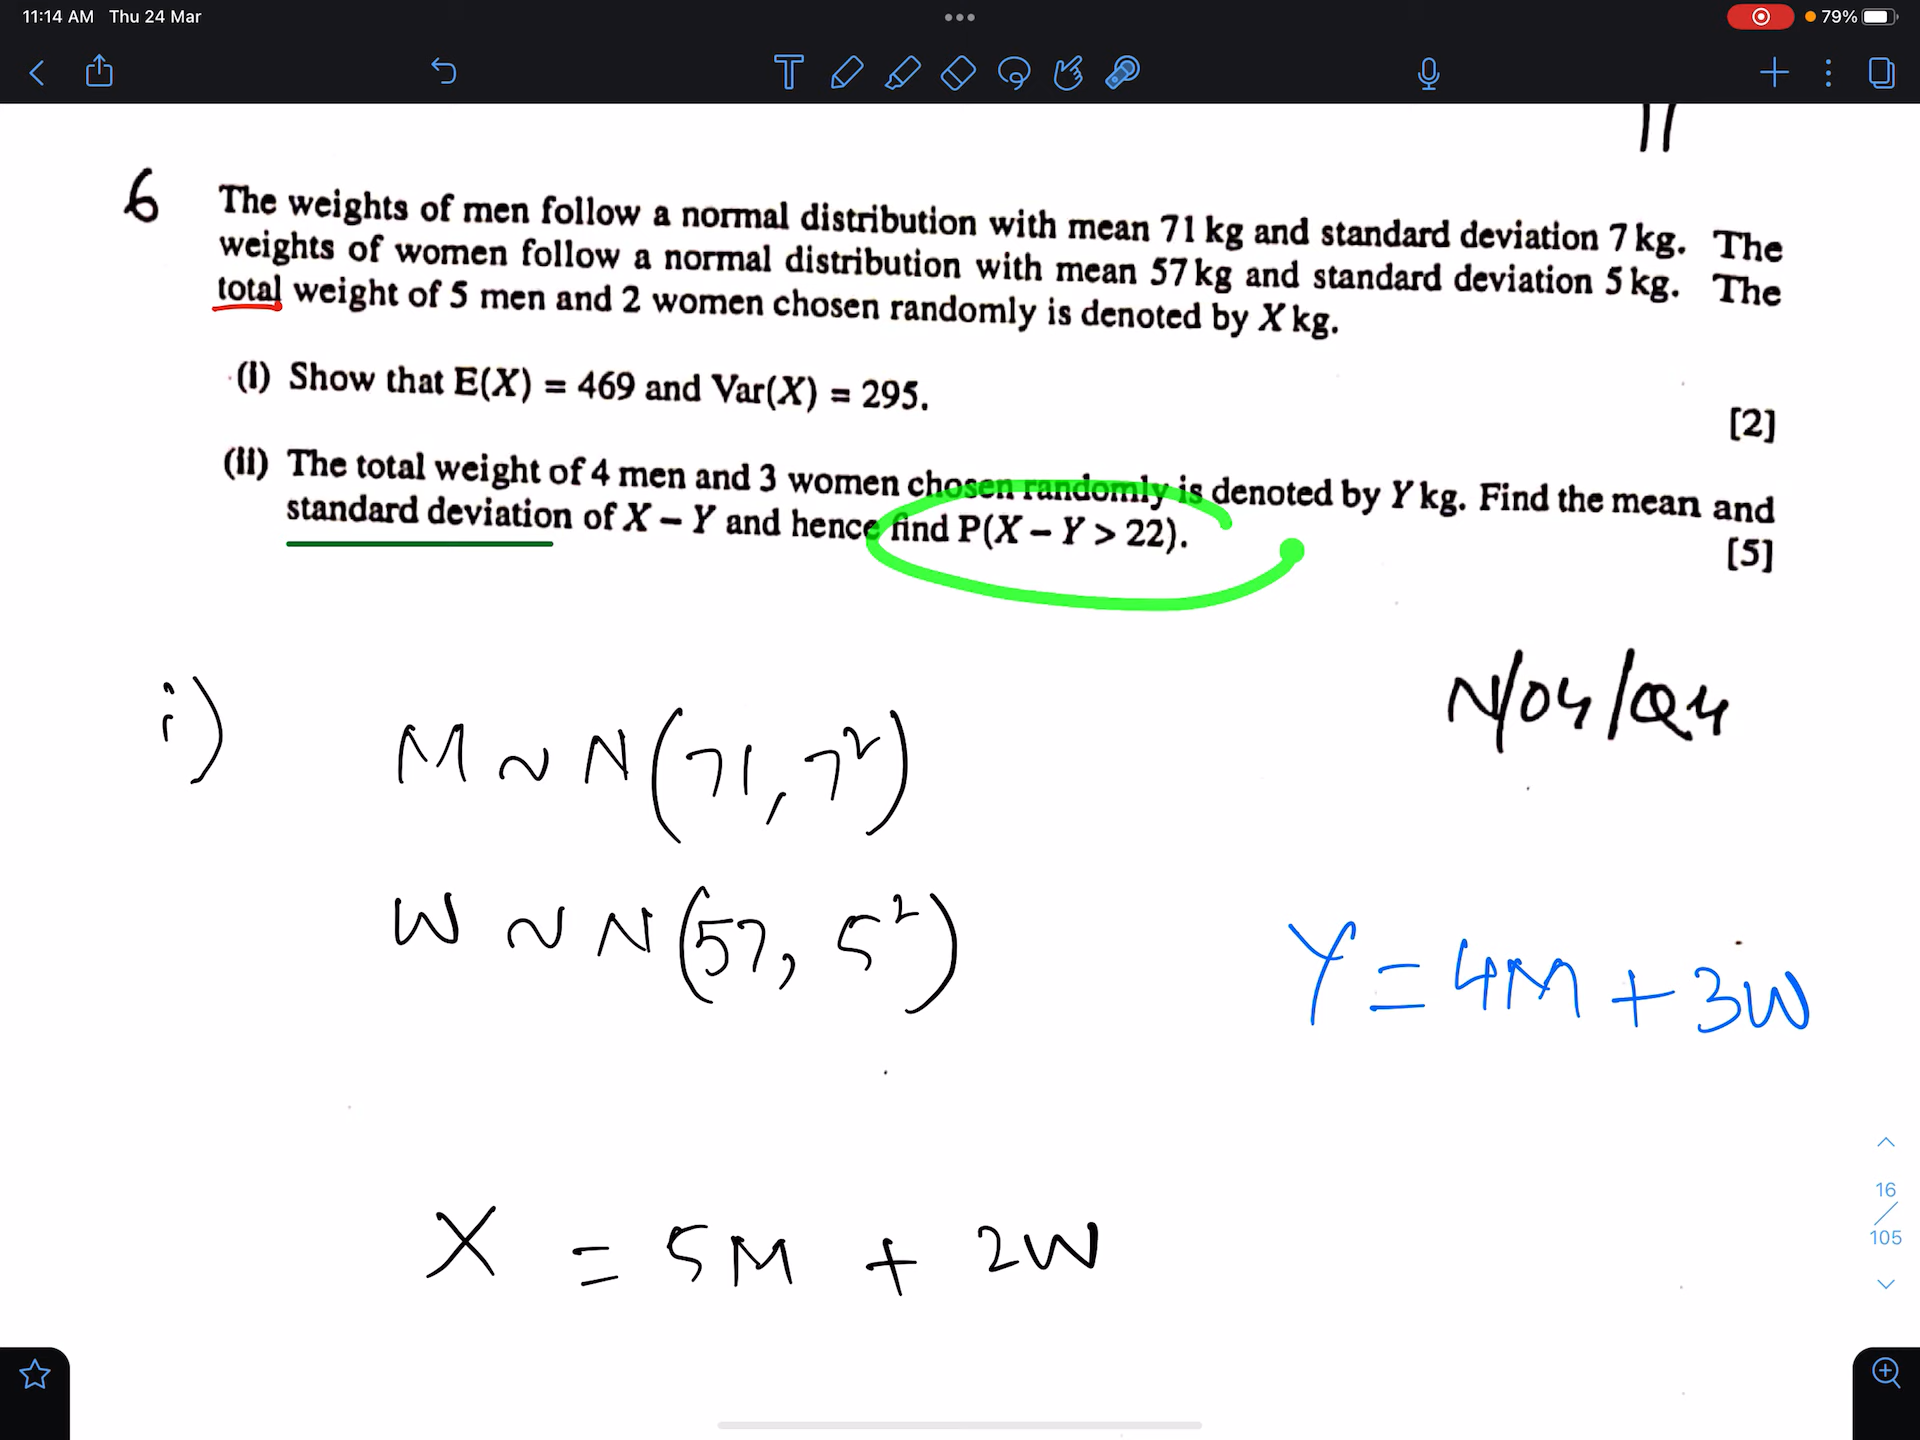 11:14 AM Thu 24 Mar
79%
T
6 The weights of men follow a normal distribution with mean 71 kg and standard deviation 7 kg. The
weights of women follow a normal distribution with mean 57 kg and standard deviation 5 kg. The
total weight of 5 men and 2 women chosen randomly is denoted by X kg.
(i) Show that E(X) = 469 and Var(X) = 295.
[2]
(ii) The total weight of 4 men and 3 women chosen randomly is denoted by Y kg. Find the mean and
standard deviation of X – Y and hence find P(X – Y > 22).
[5]
N/04/Q4
i) M ~ N(71, 7²)
W ~ N(57, 5²)
Y = 4M + 3W
X = 5M + 2W
16
/
105